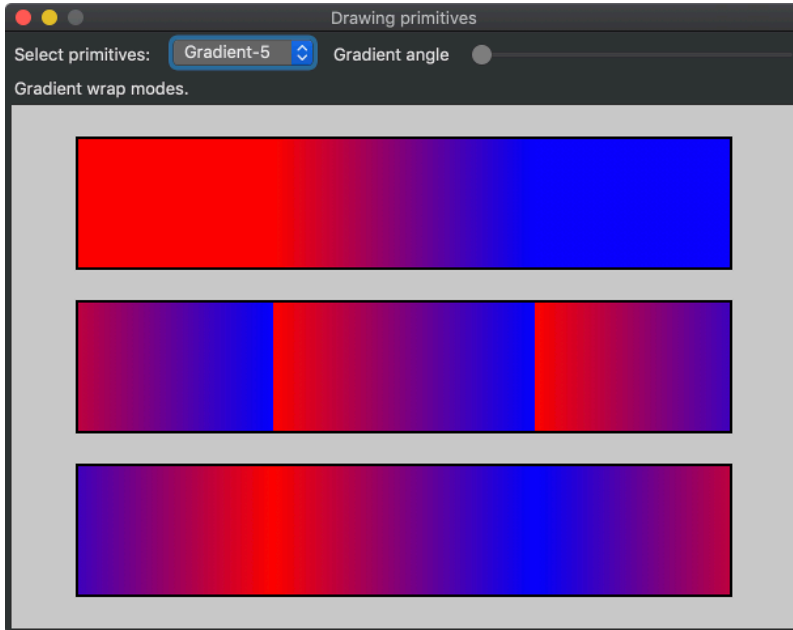 Drawing primitives
Select primitives: Gradient-5 Gradient angle
Gradient wrap modes.